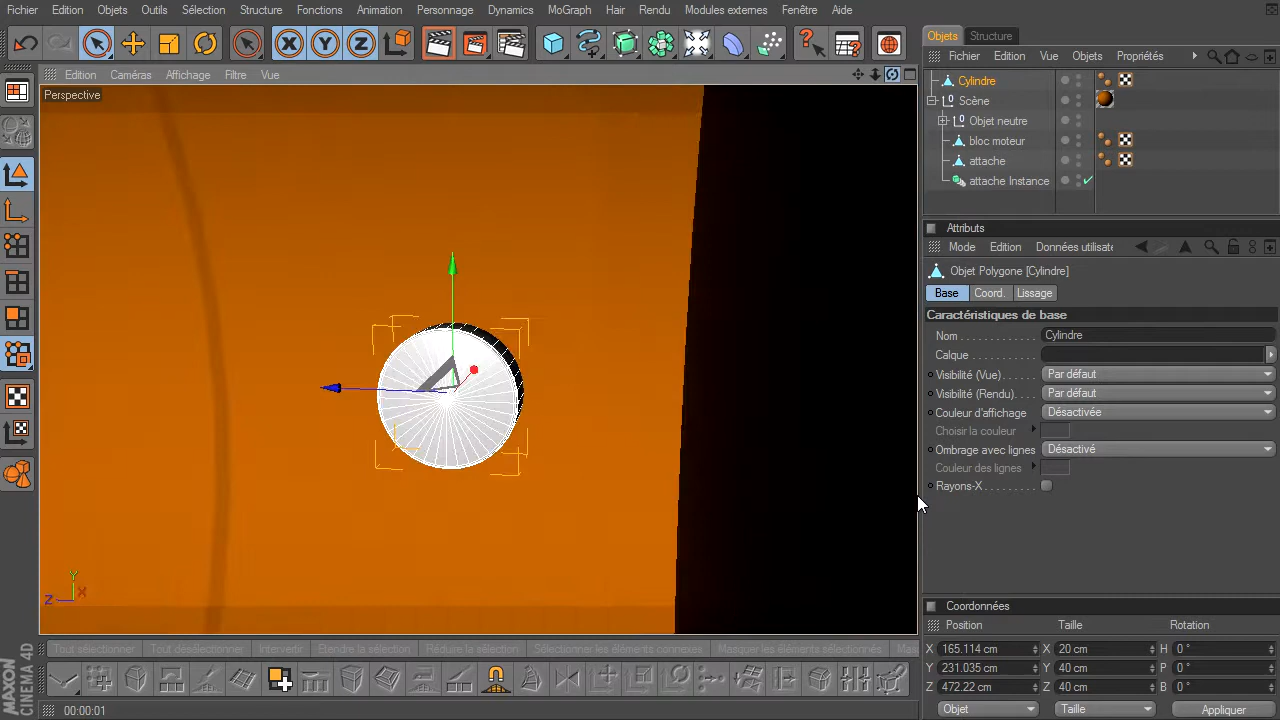 Fichier Edition Objets Outils Sélection Structure Fonctions Animation Personnage Dynamics MoGraph Hair Rendu Modules externes Fenêtre Aide
Objets Structure
Fichier Edition Vue Objets Propriétés
Edition Caméras Affichage Filtre Vue
Perspective
Cylindre
Scène
Objet neutre
bloc moteur
attache
attache Instance
Attributs
Mode Edition Données utilisate
Objet Polygone [Cylindre]
Base Coord. Lissage
Caractéristiques de base
Nom Cylindre
Calque
Visibilité (Vue) Par défaut
Visibilité (Rendu) Par défaut
Couleur d'affichage Désactivée
Choisir la couleur
Ombrage avec lignes Désactivé
Couleur des lignes
Rayons-X
Y
Z X
Coordonnées
Position Taille Rotation
X 165.114 cm X 20 cm H 0 °
Y 231.035 cm Y 40 cm P 0 °
Z 472.22 cm Z 40 cm B 0 °
Objet Taille Appliquer
Tout sélectionner Tout désélectionner Intervertir Etendre la sélection Réduire la sélection Sélectionner les éléments connexes Masquer les éléments sélectionnés Mas
MAXON
CINEMA 4D
00:00:01